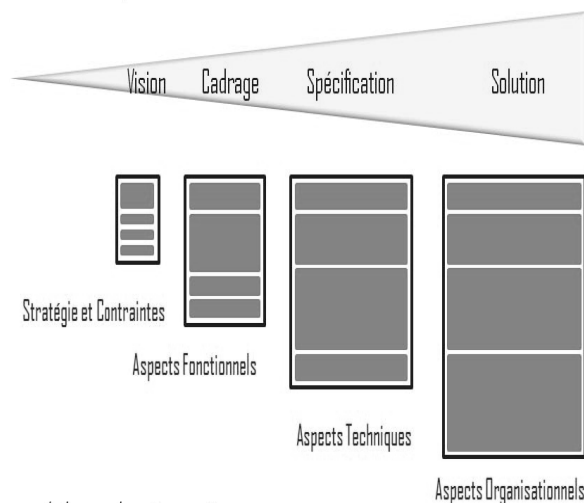 Vision Cadrage Spécification Solution
Stratégie et Contraintes
Aspects Fonctionnels
Aspects Techniques
Aspects Organisationnels